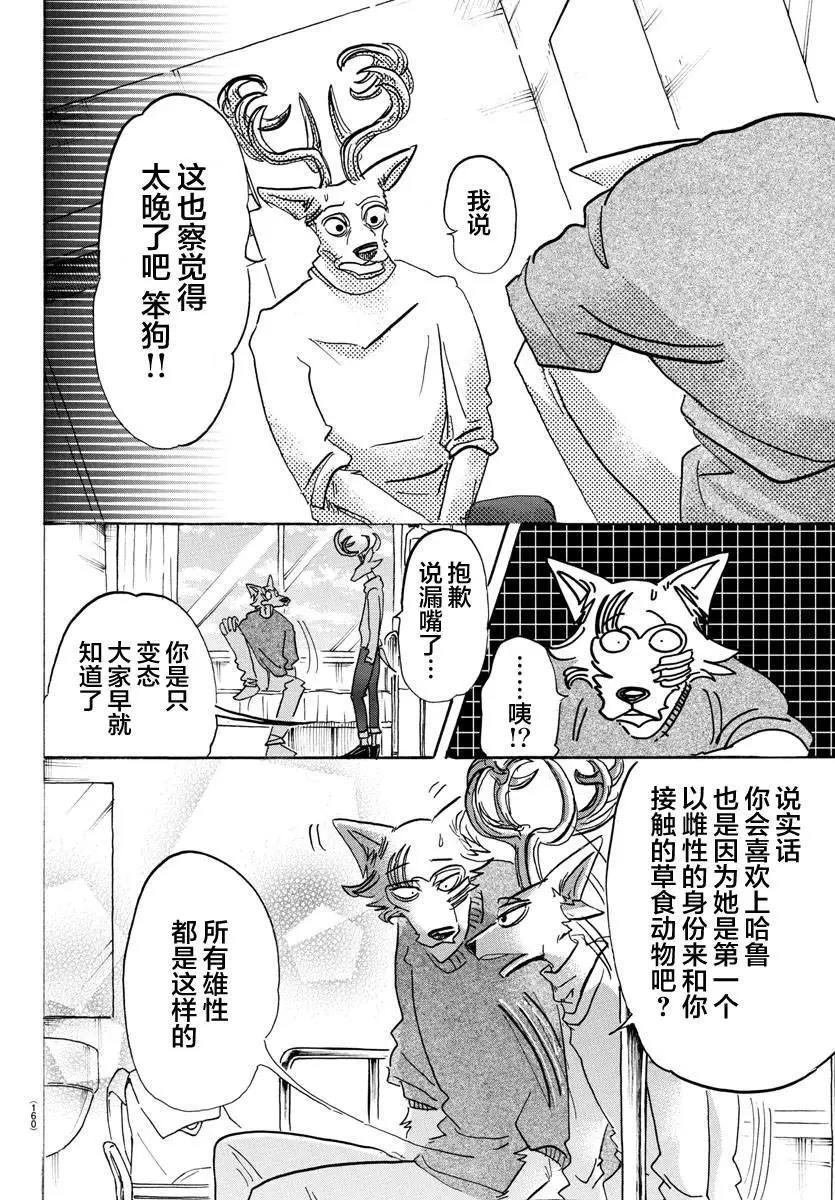 我说
这也察觉得
太晚了吧 笨狗!!
……咦!?
抱歉
说漏嘴了…
你是只
变态
大家早就
知道了
说实话
你会喜欢上哈鲁
也是因为她是第一个
以雌性的身份来和你
接触的草食动物吧?
所有雄性
都是这样的
(160)